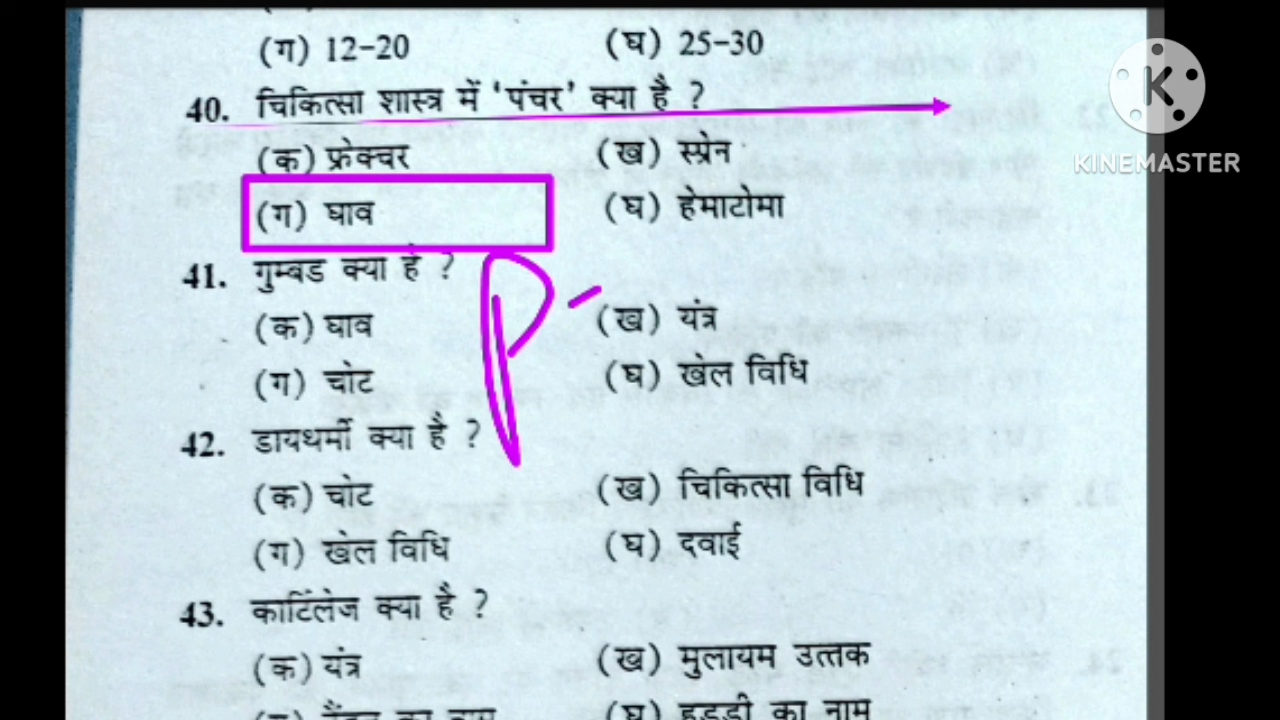 (ग) 12-20 (घ) 25-30
40. चिकित्सा शास्त्र में 'पंचर' क्या है ?
(क) फ्रेक्चर (ख) स्प्रेन
(ग) घाव (घ) हेमाटोमा
41. गुम्बड क्या है ?
(क) घाव (ख) यंत्र
(ग) चोट (घ) खेल विधि
42. डायथर्मी क्या है ?
(क) चोट (ख) चिकित्सा विधि
(ग) खेल विधि (घ) दवाई
43. कार्टिलेज क्या है ?
(क) यंत्र (ख) मुलायम उत्तक
(घ) हड्डी का नाम
K
KINEMASTER